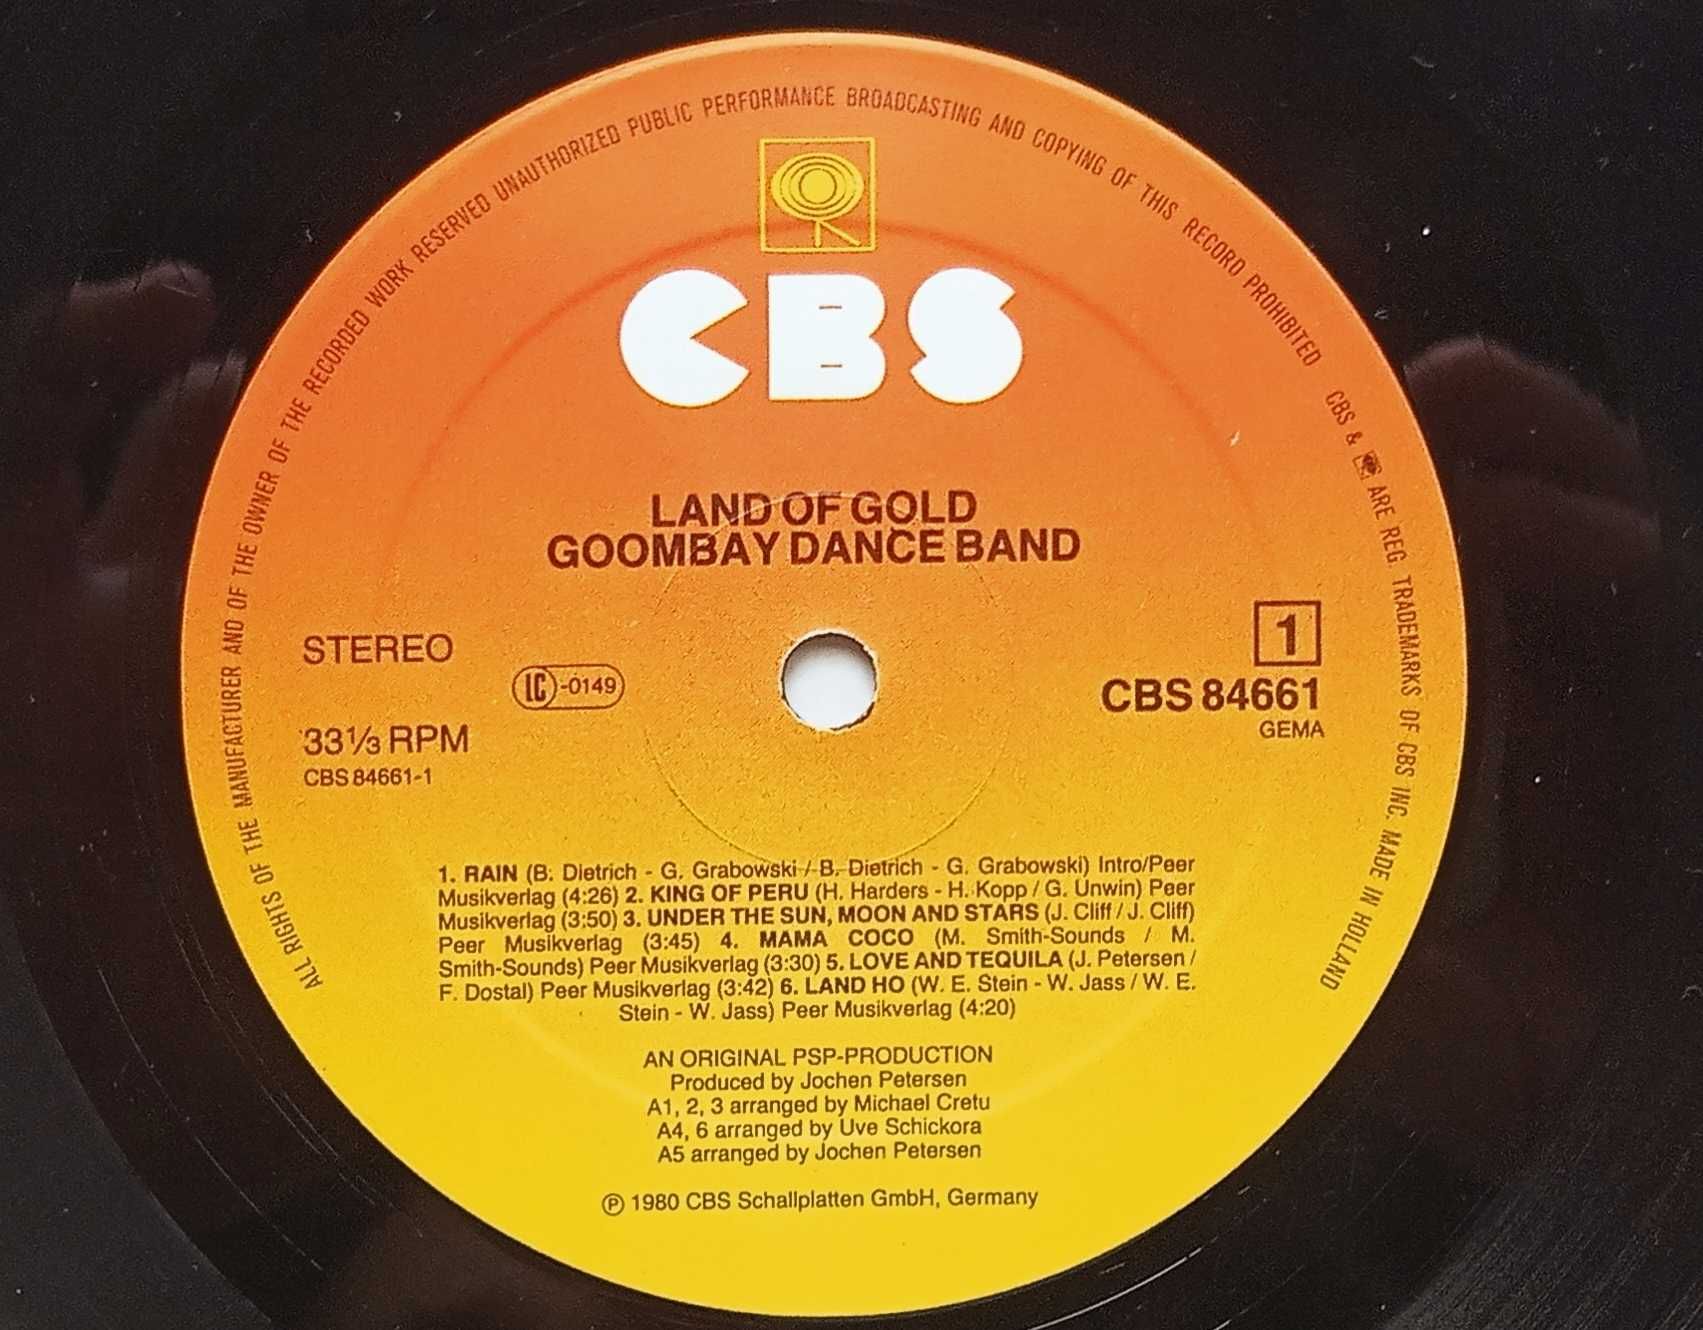 ALL RIGHTS OF THE MANUFACTURER AND OF THE OWNER OF THE RECORDED WORK RESERVED UNAUTHORIZED PUBLIC PERFORMANCE BROADCASTING AND COPYING OF THIS RECORD PROHIBITED CBS & ARE REG. TRADEMARKS OF CBS INC. MADE IN HOLLAND
CBS
LAND OF GOLD
GOOMBAY DANCE BAND
STEREO
LC-0149
33⅓ RPM
CBS 84661-1
1
CBS 84661
GEMA
1. RAIN (B. Dietrich - G. Grabowski / B. Dietrich - G. Grabowski) Intro/Peer
Musikverlag (4:26) 2. KING OF PERU (H. Harders - H. Kopp / G. Unwin) Peer
Musikverlag (3:50) 3. UNDER THE SUN, MOON AND STARS (J. Cliff / J. Cliff)
Peer Musikverlag (3:45) 4. MAMA COCO (M. Smith-Sounds / M.
Smith-Sounds) Peer Musikverlag (3:30) 5. LOVE AND TEQUILA (J. Petersen /
F. Dostal) Peer Musikverlag (3:42) 6. LAND HO (W. E. Stein - W. Jass / W. E.
Stein - W. Jass) Peer Musikverlag (4:20)
AN ORIGINAL PSP-PRODUCTION
Produced by Jochen Petersen
A1, 2, 3 arranged by Michael Cretu
A4, 6 arranged by Uve Schickora
A5 arranged by Jochen Petersen
℗ 1980 CBS Schallplatten GmbH, Germany